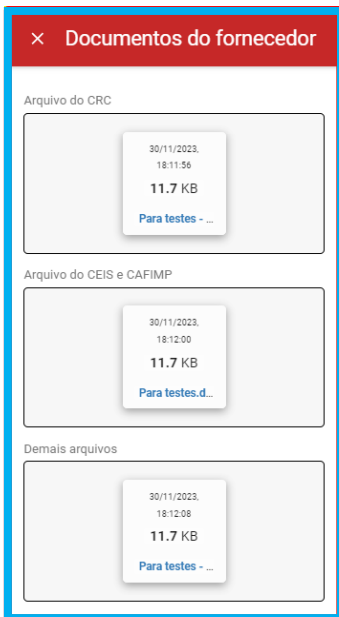 × Documentos do fornecedor
Arquivo do CRC
30/11/2023,
18:11:56
11.7 KB
Para testes - ...
Arquivo do CEIS e CAFIMP
30/11/2023,
18:12:00
11.7 KB
Para testes.d...
Demais arquivos
30/11/2023,
18:12:08
11.7 KB
Para testes - ...